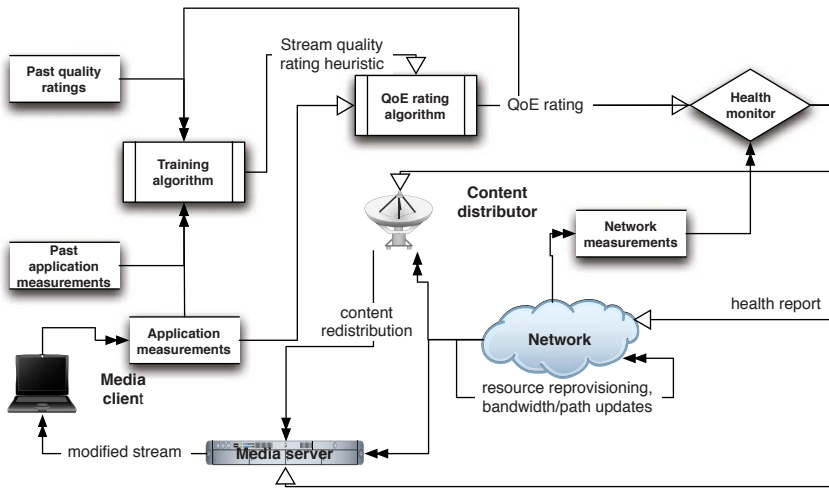 Past quality
ratings
Stream quality
rating heuristic
QoE rating
algorithm
QoE rating
Health
monitor
Training
algorithm
Content
distributor
Network
measurements
Past
application
measurements
content
redistribution
health report
Application
measurements
Network
Media
client
resource reprovisioning,
bandwidth/path updates
modified stream
Media server